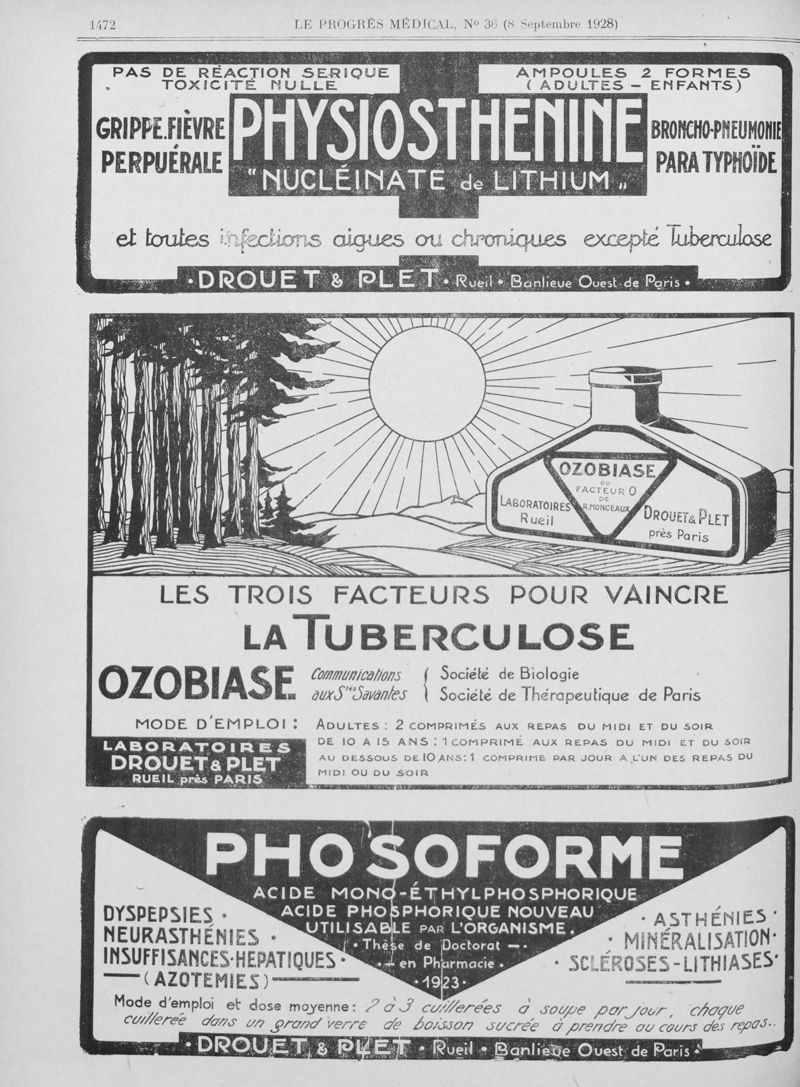 1472
LE PROGRÈS MÉDICAL, No 36 (8 Septembre 1928)
PAS DE RÉACTION SERIQUE
TOXICITÉ NULLE
AMPOULES 2 FORMES
(ADULTES - ENFANTS)
GRIPPE.FIÈVRE
PERPUÉRALE
PHYSIOSTHENINE
"NUCLÉINATE de LITHIUM"
BRONCHO-PNEUMONIE
PARA TYPHOÏDE
et toutes infections aigues ou chroniques excepté Tuberculose
•DROUET & PLET• Rueil • Banlieue Ouest de Paris •
OZOBIASE
OU
FACTEUR O
DE
R.MONCEAUX
LABORATOIRES
Rueil
DROUET & PLET
près Paris
LES TROIS FACTEURS POUR VAINCRE
LA TUBERCULOSE
OZOBIASE
Communications
aux Stés Savantes
Société de Biologie
Société de Thérapeutique de Paris
MODE D'EMPLOI :
ADULTES : 2 COMPRIMÉS AUX REPAS DU MIDI ET DU SOIR
DE 10 A 15 ANS : 1 COMPRIMÉ AUX REPAS DU MIDI ET DU SOIR
AU DESSOUS DE 10 ANS : 1 COMPRIME PAR JOUR A L'UN DES REPAS DU
MIDI OU DU SOIR
LABORATOIRES
DROUET & PLET
RUEIL près PARIS
PHOSOFORME
ACIDE MONO-ÉTHYLPHOSPHORIQUE
ACIDE PHOSPHORIQUE NOUVEAU
UTILISABLE PAR L'ORGANISME.
• Thèse de Doctorat —•
•— en Pharmacie •
•1923•
DYSPEPSIES •
NEURASTHÉNIES •
INSUFFISANCES-HÉPATIQUES •
— (AZOTEMIES) —
• ASTHÉNIES •
• MINÉRALISATION •
• SCLÉROSES-LITHIASES •
Mode d'emploi et dose moyenne : 2 à 3 cuillerées à soupe par jour, chaque
cuillerée dans un grand verre de boisson sucrée à prendre au cours des repas..
•DROUET & PLET • Rueil • Banlieue Ouest de Paris •